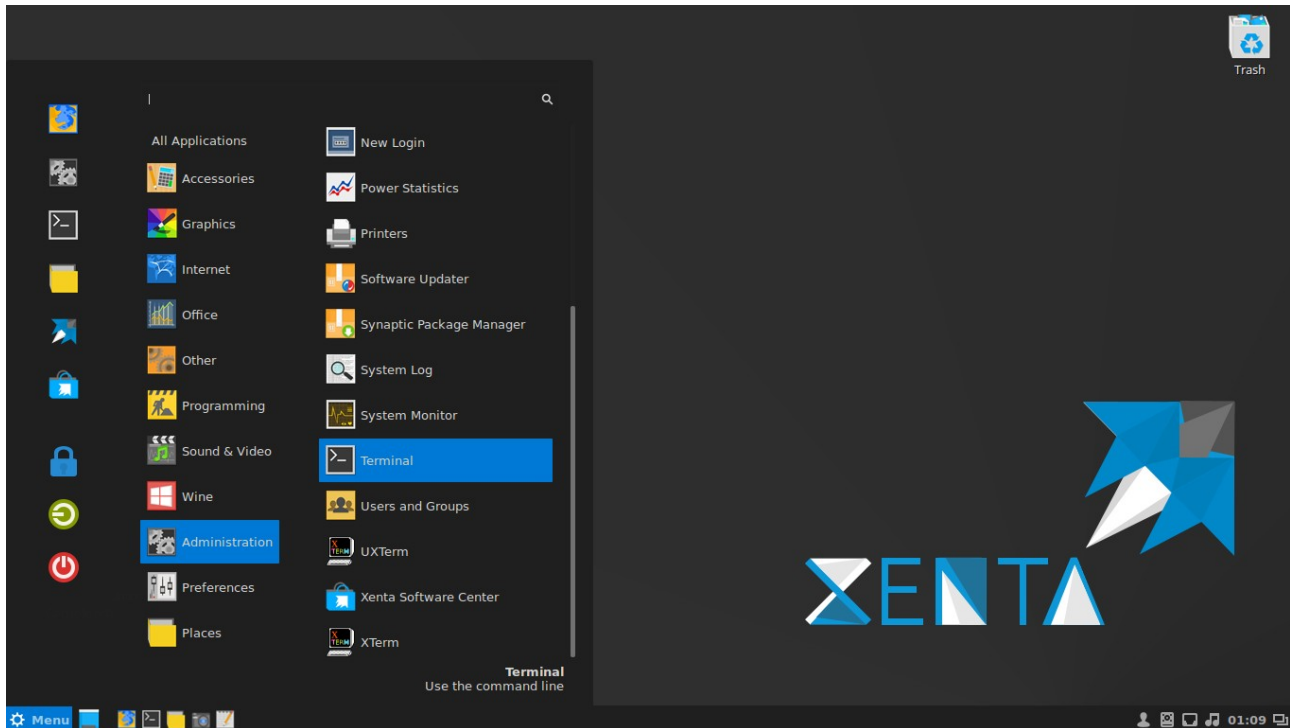 Trash
All Applications
Accessories
Graphics
Internet
Office
Other
Programming
Sound & Video
Wine
Administration
Preferences
Places
New Login
Power Statistics
Printers
Software Updater
Synaptic Package Manager
System Log
System Monitor
Terminal
Users and Groups
UXTerm
Xenta Software Center
XTerm
Terminal
Use the command line
XENTA
Menu
01:09